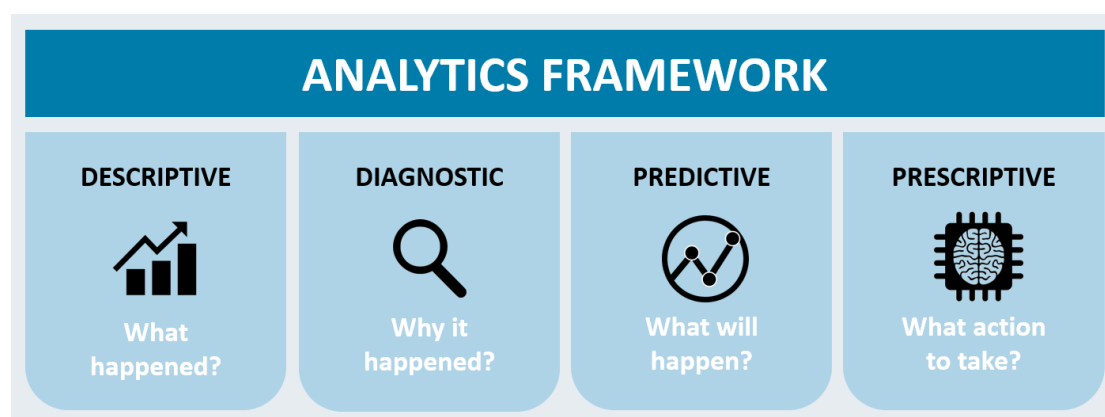 ANALYTICS FRAMEWORK
DESCRIPTIVE
What
happened?
DIAGNOSTIC
Why it
happened?
PREDICTIVE
What will
happen?
PRESCRIPTIVE
What action
to take?